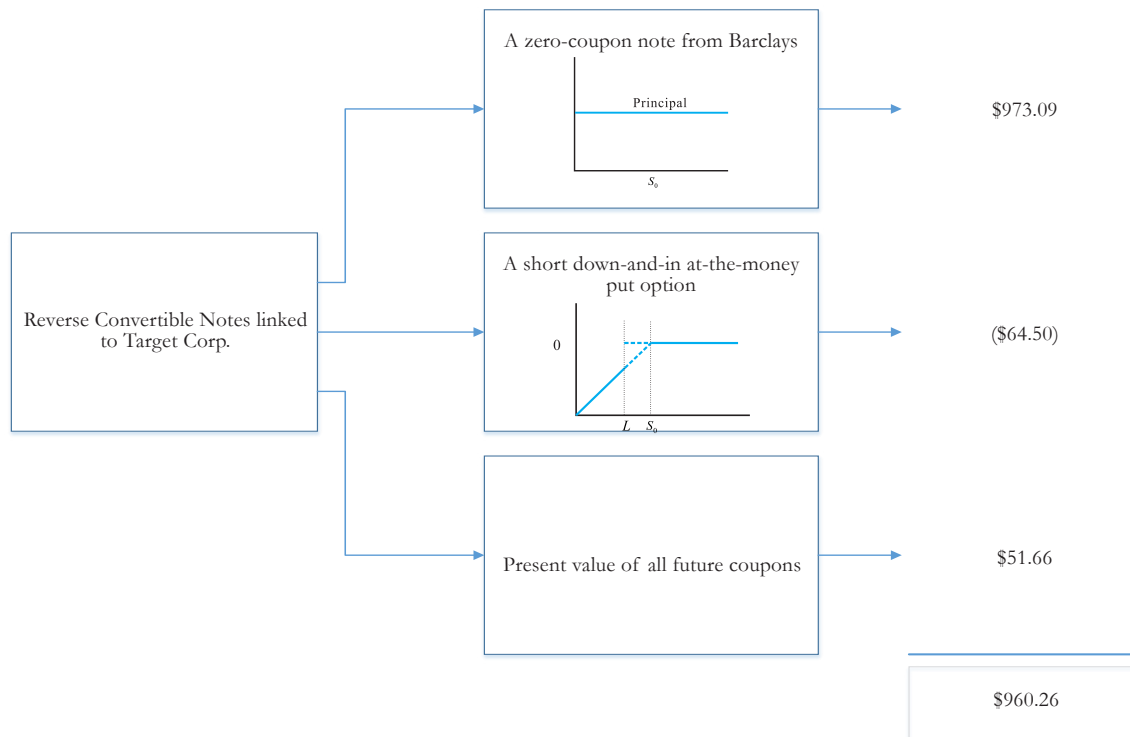 A zero-coupon note from Barclays
Principal
S₀
$973.09
Reverse Convertible Notes linked
to Target Corp.
A short down-and-in at-the-money
put option
0
L S₀
($64.50)
Present value of all future coupons
$51.66
$960.26